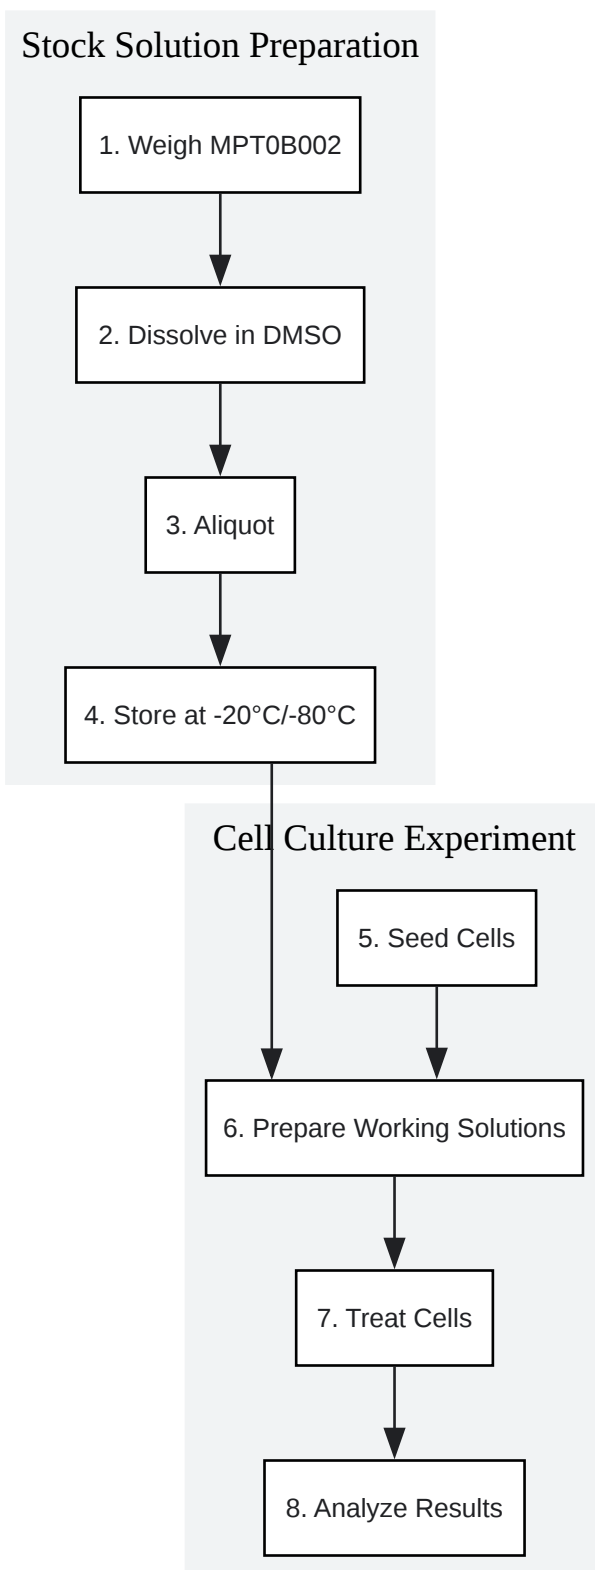 Stock Solution Preparation
1. Weigh MPT0B002
2. Dissolve in DMSO
3. Aliquot
4. Store at -20°C/-80°C
Cell Culture Experiment
5. Seed Cells
6. Prepare Working Solutions
7. Treat Cells
8. Analyze Results